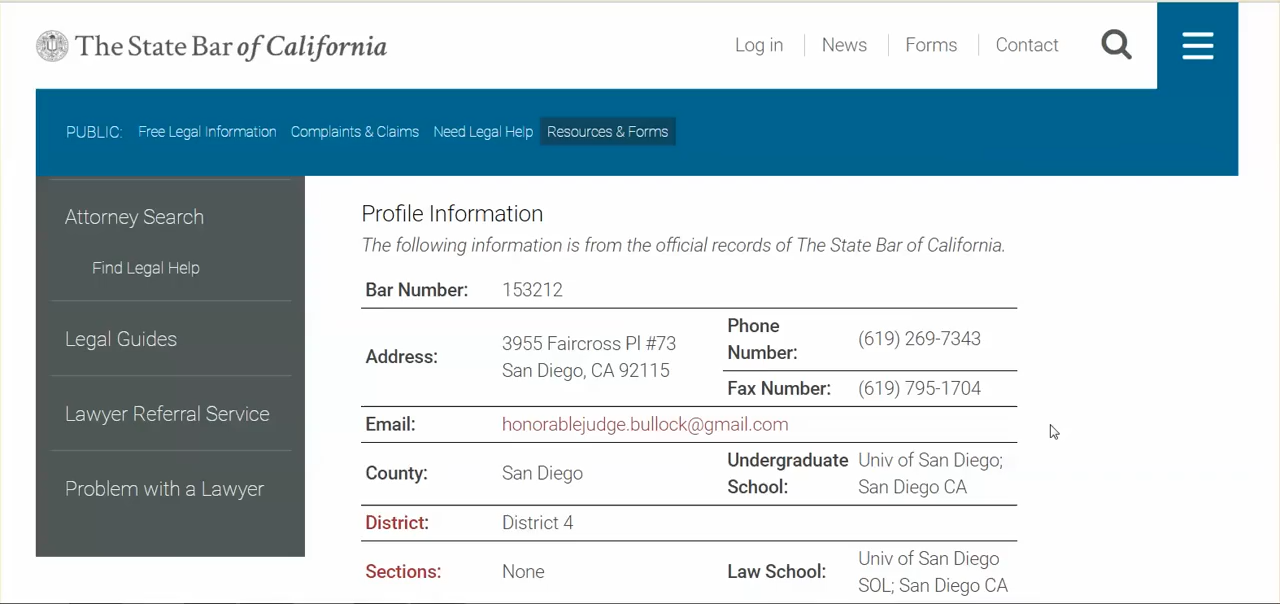 The State Bar of California
Log in News Forms Contact
PUBLIC: Free Legal Information Complaints & Claims Need Legal Help Resources & Forms
Attorney Search
Find Legal Help
Legal Guides
Lawyer Referral Service
Problem with a Lawyer
Profile Information
The following information is from the official records of The State Bar of California.
Bar Number: 153212
Address: 3955 Faircross Pl #73
San Diego, CA 92115
Phone
Number: (619) 269-7343
Fax Number: (619) 795-1704
Email: honorablejudge.bullock@gmail.com
County: San Diego
Undergraduate
School:
Univ of San Diego;
San Diego CA
District: District 4
Sections: None
Law School:
Univ of San Diego
SOL; San Diego CA